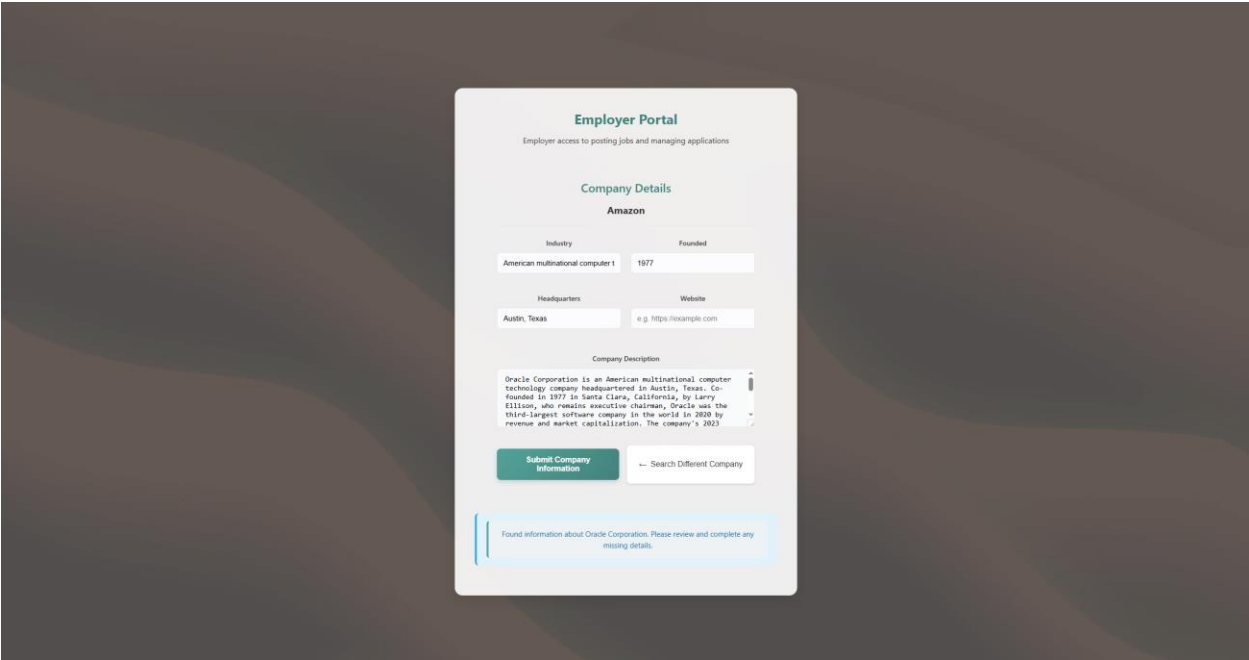 Employer Portal
Employer access to posting jobs and managing applications
Company Details
Amazon
Industry
Founded
American multinational computer t
1977
Headquarters
Website
Austin, Texas
e.g. https://example.com
Company Description
Oracle Corporation is an American multinational computer
technology company headquartered in Austin, Texas. Co-
founded in 1977 in Santa Clara, California, by Larry
Ellison, who remains executive chairman, Oracle was the
third-largest software company in the world in 2020 by
revenue and market capitalization. The company's 2023
Submit Company
Information
← Search Different Company
Found information about Oracle Corporation. Please review and complete any
missing details.